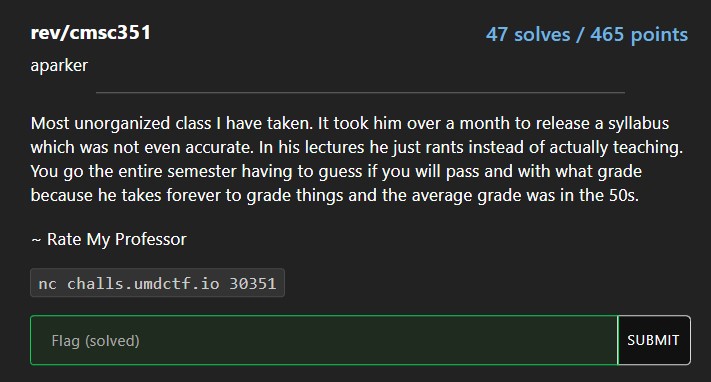 rev/cmsc351
47 solves / 465 points
aparker
Most unorganized class I have taken. It took him over a month to release a syllabus
which was not even accurate. In his lectures he just rants instead of actually teaching.
You go the entire semester having to guess if you will pass and with what grade
because he takes forever to grade things and the average grade was in the 50s.
~ Rate My Professor
nc challs.umdctf.io 30351
Flag (solved)
SUBMIT